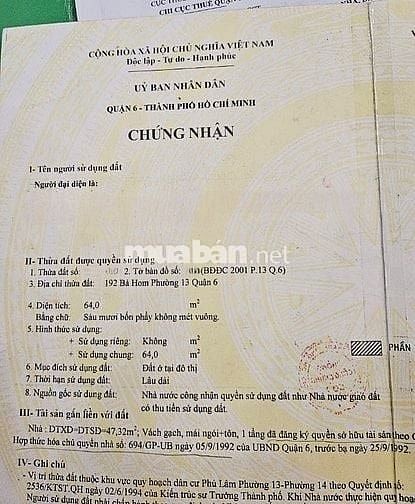 CHI CỤC THUẾ QUẬN
CỘNG HÒA XÃ HỘI CHỦ NGHĨA VIỆT NAM
Độc lập - Tự do - Hạnh phúc
UỶ BAN NHÂN DÂN
QUẬN 6 - THÀNH PHỐ HỒ CHÍ MINH
CHỨNG NHẬN
I- Tên người sử dụng đất
Người đại diện là:
muabán.net
II- Thửa đất được quyền sử dụng
1. Thửa đất số: 2. Tờ bản đồ số: (BĐĐC 2001 P.13 Q.6)
3. Địa chỉ thửa đất: 192 Bà Hom Phường 13 Quận 6
4. Diện tích: 64,0 m2
Bằng chữ: Sáu mươi bốn phẩy không mét vuông.
5. Hình thức sử dụng:
+ Sử dụng riêng: Không m2
+ Sử dụng chung: 64,0 m2
PHẦN
6. Mục đích sử dụng đất: Đất ở tại đô thị
7. Thời hạn sử dụng đất: Lâu dài
8. Nguồn gốc sử dụng đất: Nhà nước công nhận quyền sử dụng đất như Nhà nước giao đất
có thu tiền sử dụng đất.
III- Tài sản gắn liền với đất
Nhà : DTXD=DTSD=47,32m2; Vách gạch, mái ngói+tôn, 1 tầng đã đăng ký quyền sở hữu tài sản theo G
Hợp thức hóa chủ quyền nhà số: 694/GP-UB ngày 05/9/1992 của UBND Quận 6, trước bạ ngày 25/9/1992.
IV- Ghi chú
- Vị trí thửa đất thuộc khu vực quy hoạch dân cư Phú Lâm Phường 13-Phường 14 theo Quyết định số:
2536/KTST.QH ngày 02/6/1994 của Kiến trúc sư Trưởng Thành phố. Khi Nhà nước thực hiện quy hoạ